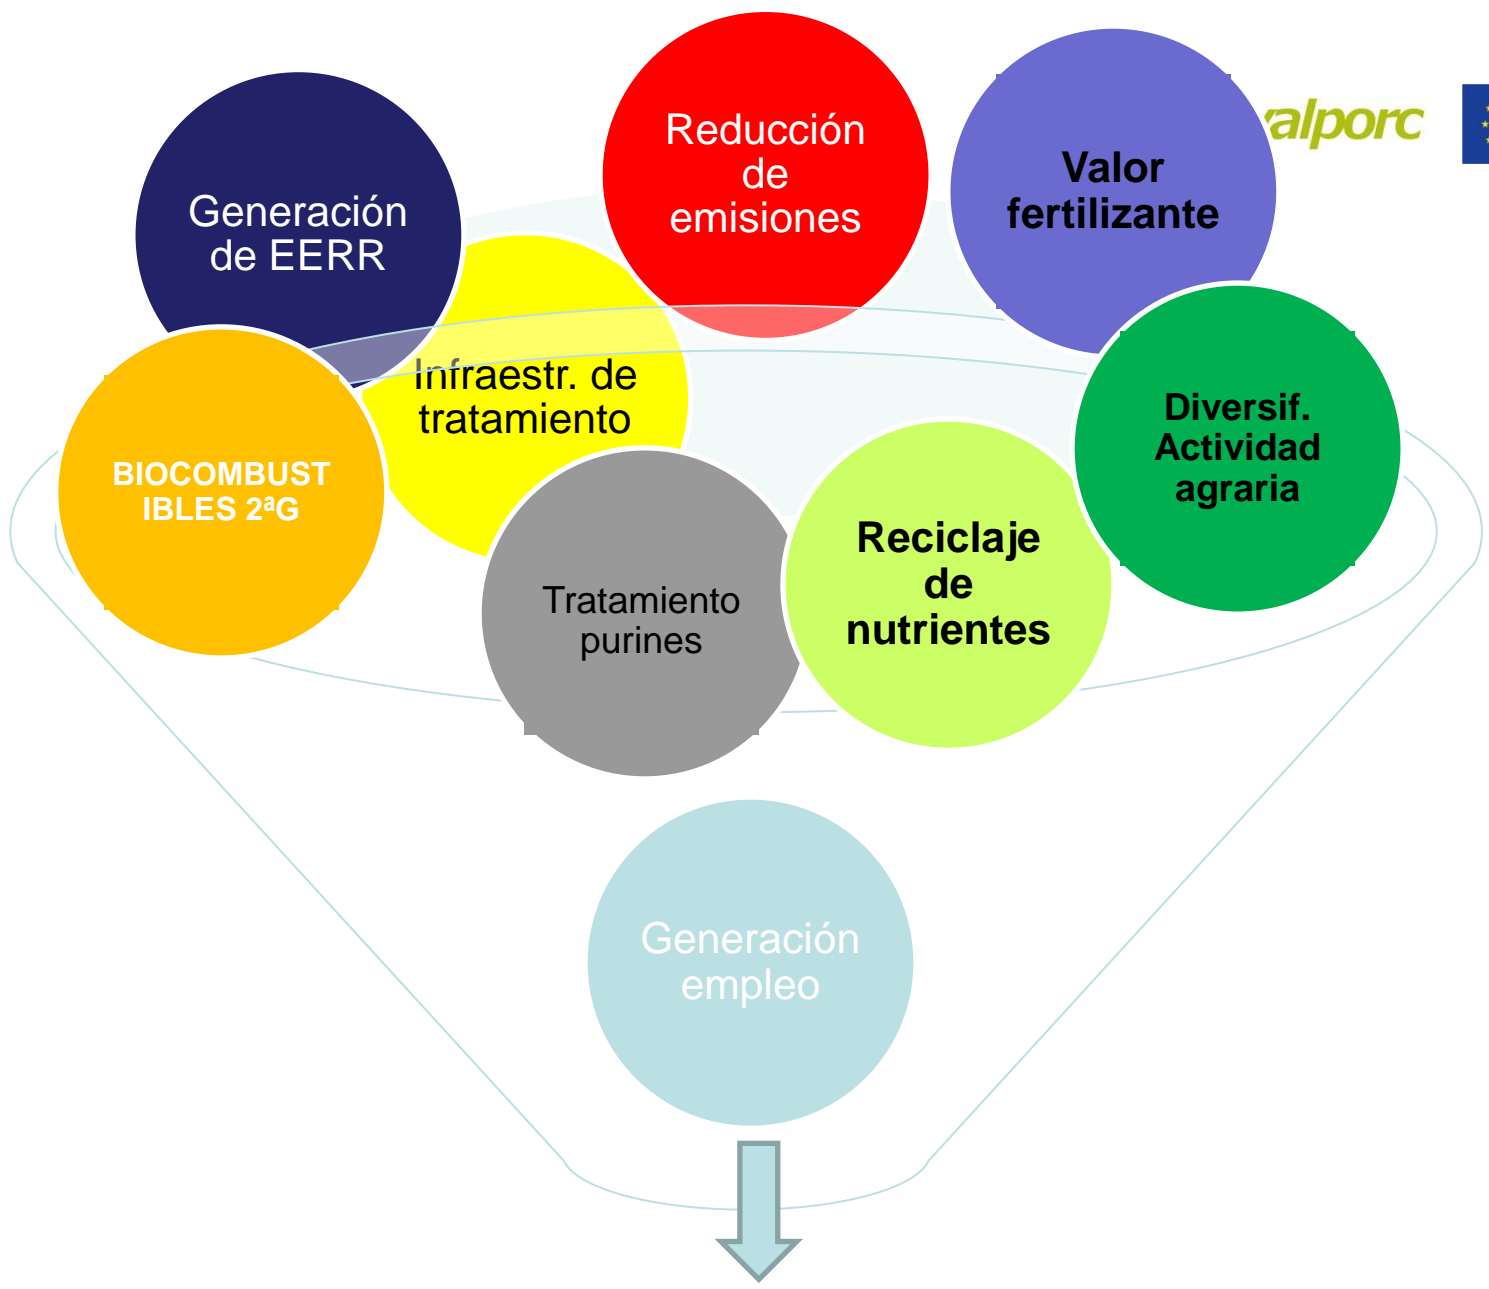 Generación
de EERR
Reducción
de
emisiones
Valor
fertilizante
valporc
Infraestr. de
tratamiento
BIOCOMBUST
IBLES 2ªG
Diversif.
Actividad
agraria
Tratamiento
purines
Reciclaje
de
nutrientes
Generación
empleo